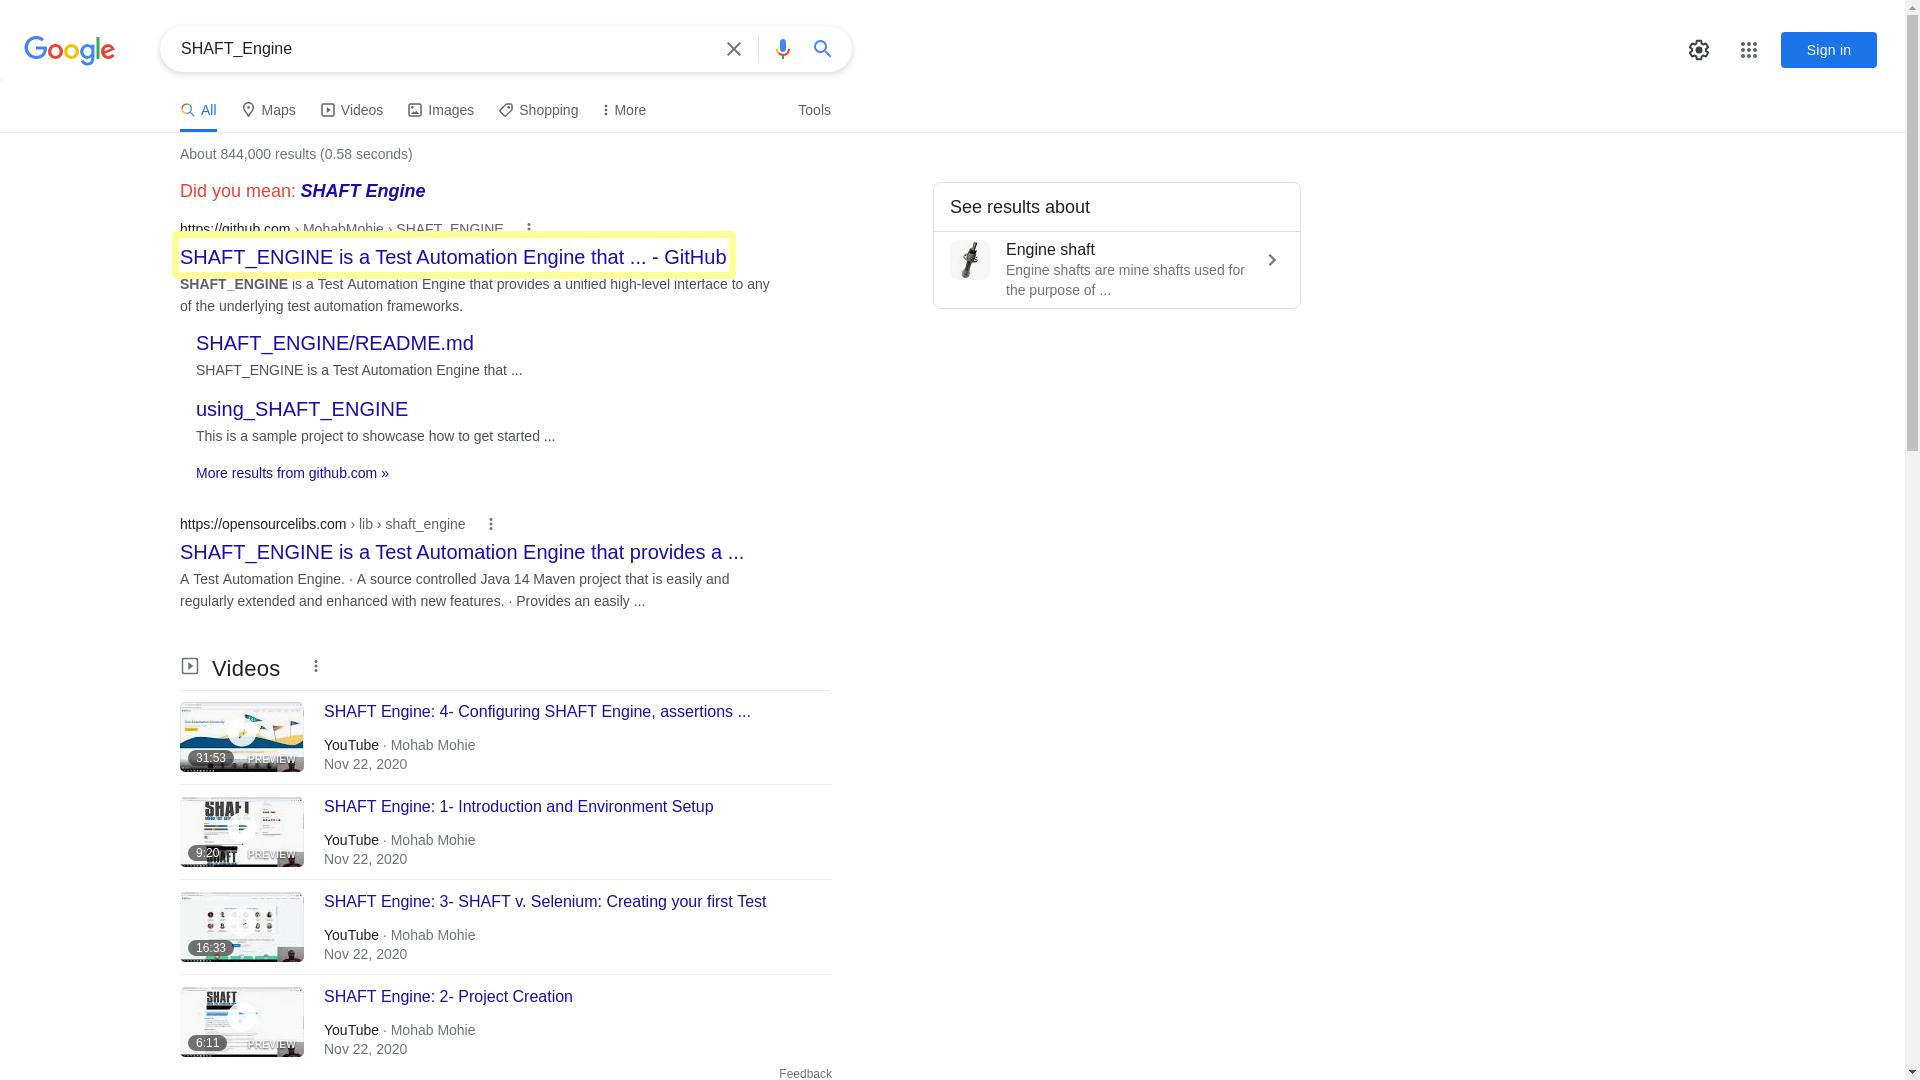 Google
SHAFT_Engine
Sign in
All
Maps
Videos
Images
Shopping
More
Tools
About 844,000 results (0.58 seconds)
Did you mean: SHAFT Engine
https://github.com › MohabMohie › SHAFT_ENGINE
SHAFT_ENGINE is a Test Automation Engine that ... - GitHub
SHAFT_ENGINE is a Test Automation Engine that provides a unified high-level interface to any
of the underlying test automation frameworks.
SHAFT_ENGINE/README.md
SHAFT_ENGINE is a Test Automation Engine that ...
using_SHAFT_ENGINE
This is a sample project to showcase how to get started ...
More results from github.com »
https://opensourcelibs.com › lib › shaft_engine
SHAFT_ENGINE is a Test Automation Engine that provides a ...
A Test Automation Engine. · A source controlled Java 14 Maven project that is easily and
regularly extended and enhanced with new features. · Provides an easily ...
Videos
31:53
PREVIEW
SHAFT Engine: 4- Configuring SHAFT Engine, assertions ...
YouTube · Mohab Mohie
Nov 22, 2020
SHAFT
9:20
PREVIEW
SHAFT Engine: 1- Introduction and Environment Setup
YouTube · Mohab Mohie
Nov 22, 2020
16:33
SHAFT Engine: 3- SHAFT v. Selenium: Creating your first Test
YouTube · Mohab Mohie
Nov 22, 2020
SHAFT
6:11
PREVIEW
SHAFT Engine: 2- Project Creation
YouTube · Mohab Mohie
Nov 22, 2020
Feedback
See results about
Engine shaft
Engine shafts are mine shafts used for
the purpose of ...